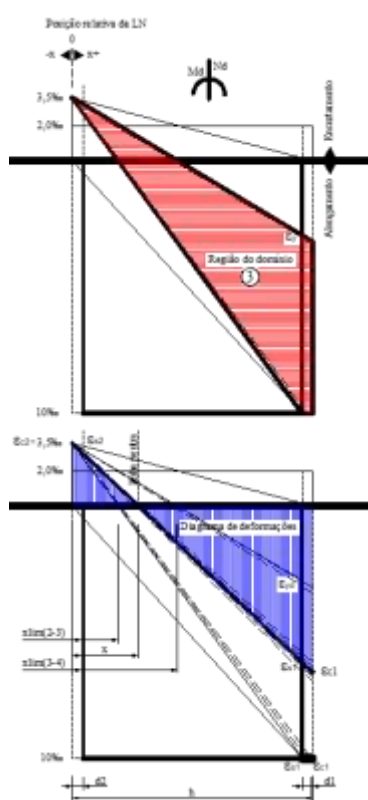 Posição relativa da LN
0
-x x+
Md Nd
3,5‰
2,0‰
Encurtamento
Alongamento
Região do domínio
3
10‰
εc2=3,5‰
εs2
2,0‰
Diagrama de deformações
xlim(2-3)
x
xlim(3-4)
εs1
εc1
10‰
εs1
εc1
d2
d1
h